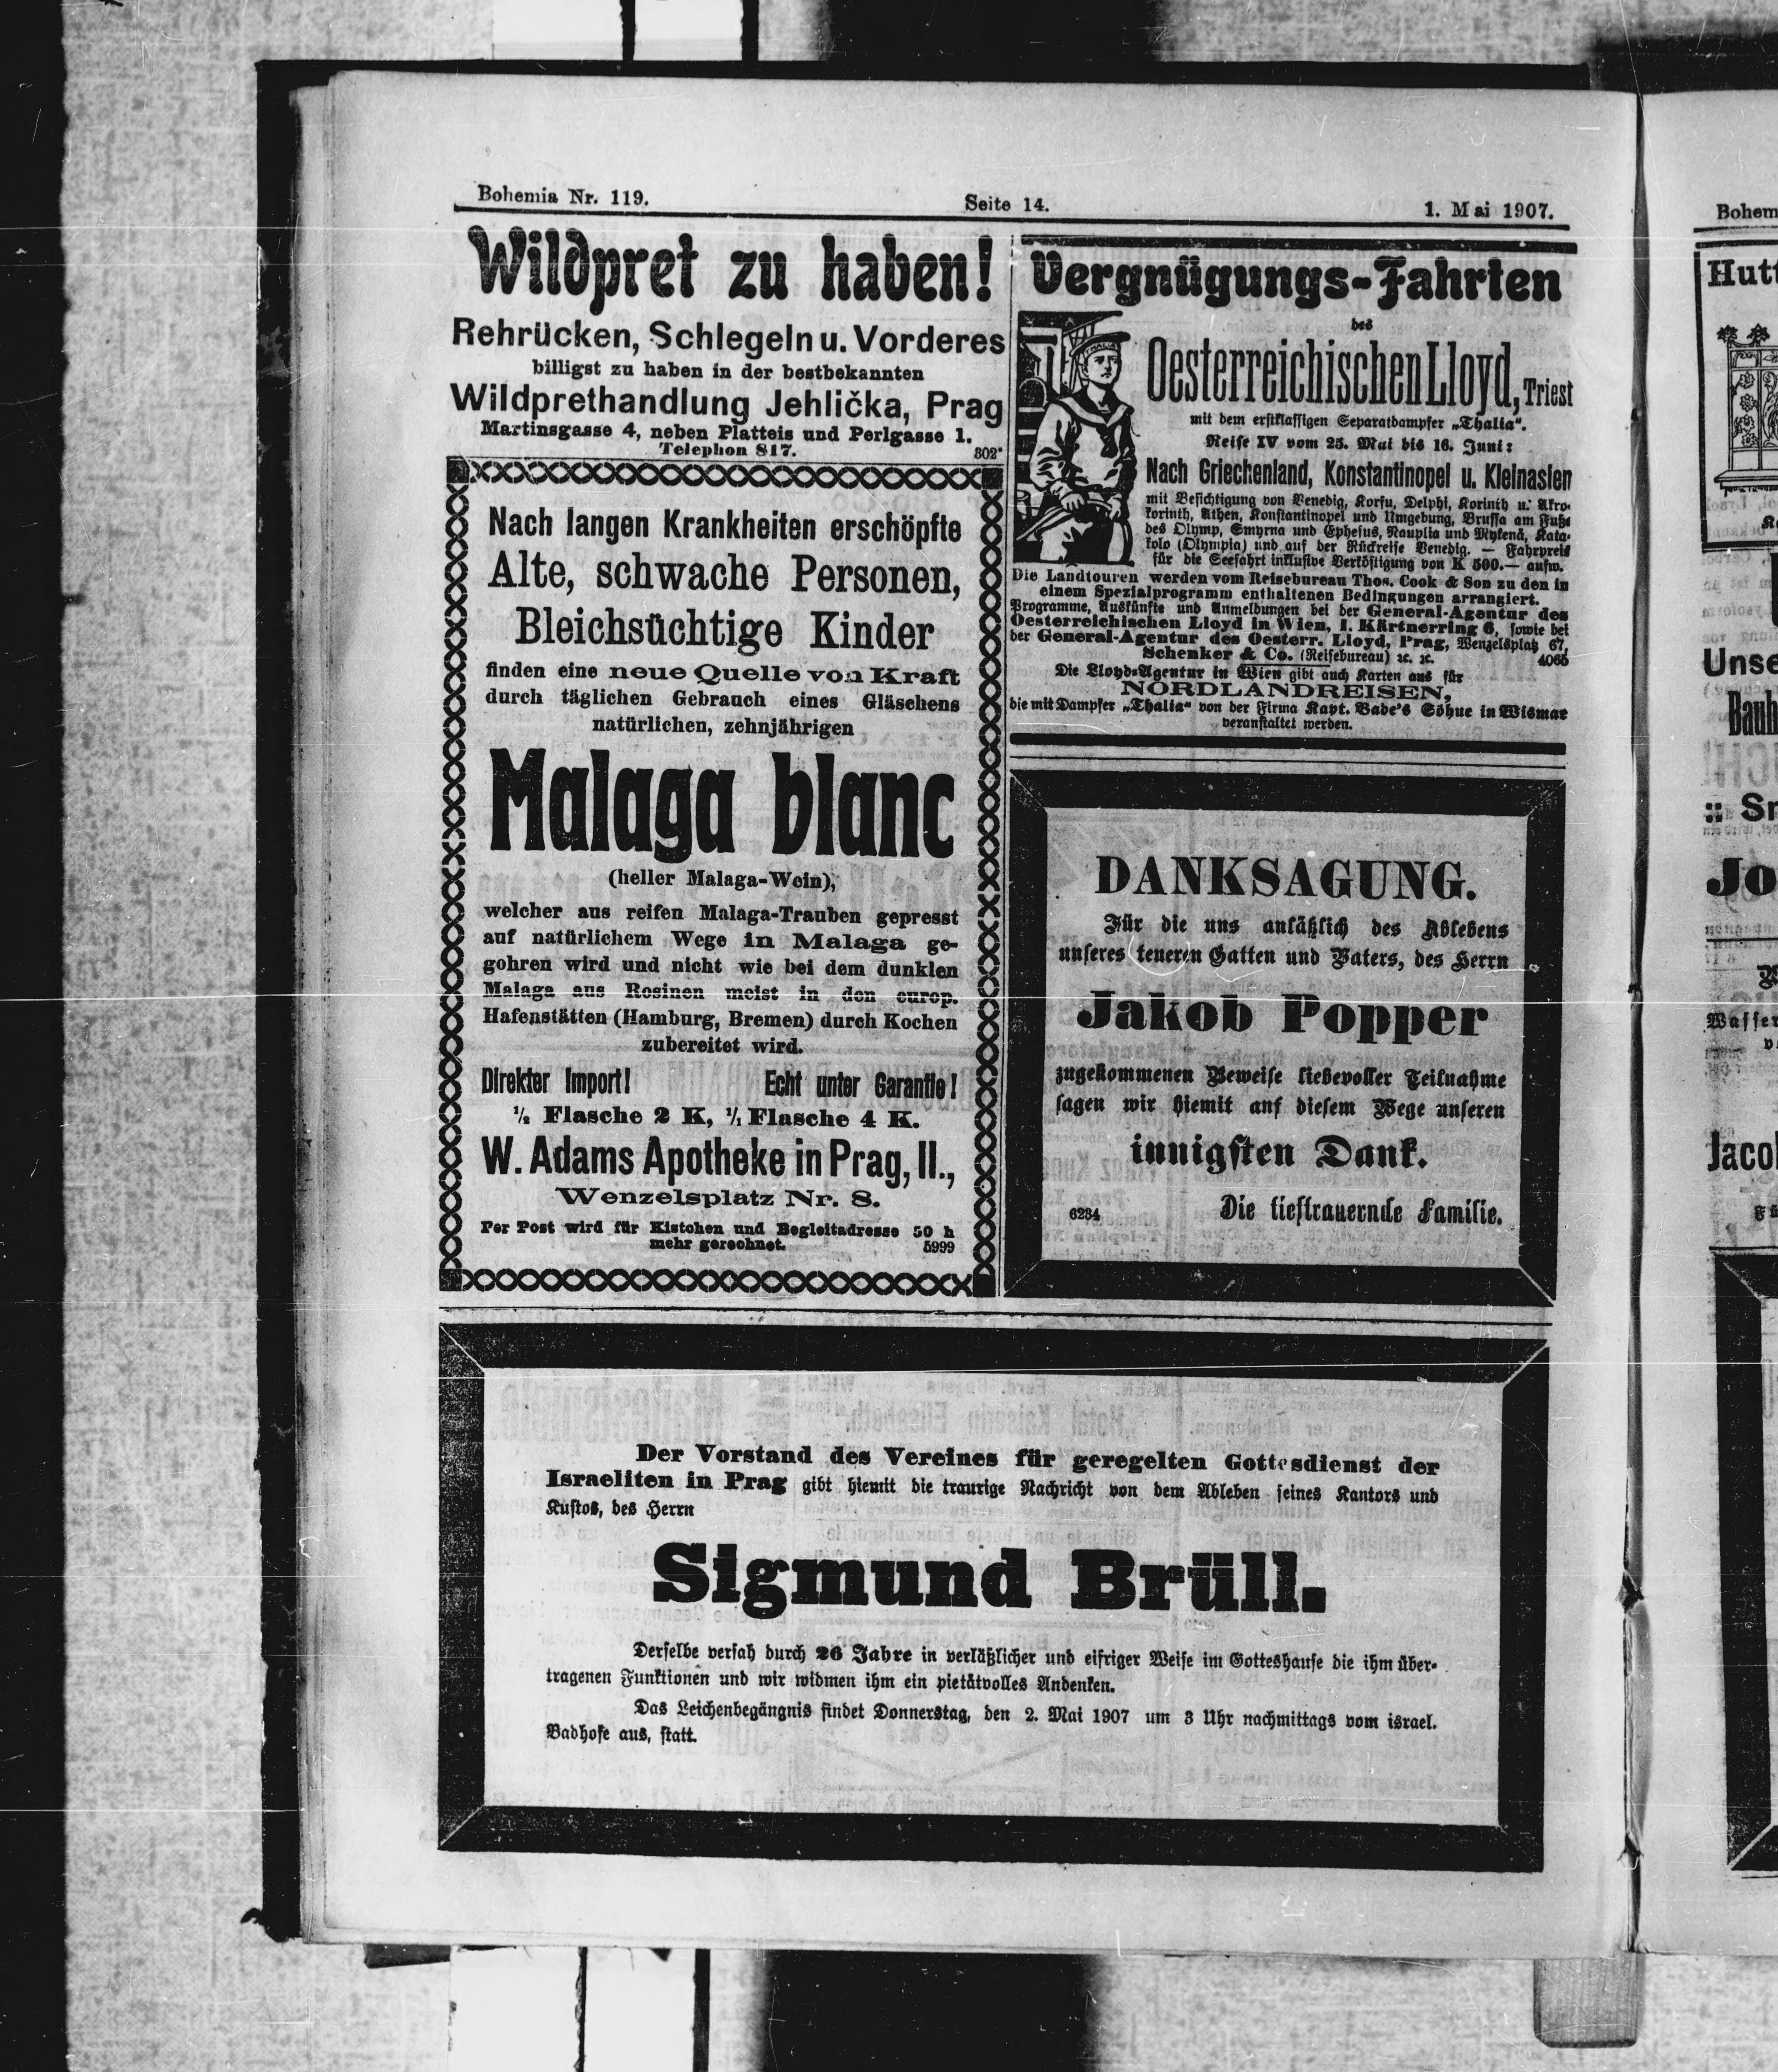 Bohemia Nr. 119. Seite 14. 1. Mai 1907.
Wildpret zu haben!
Rehrücken, Schlegeln u. Vorderes
billigst zu haben in der bestbekannten
Wildprethandlung Jehlička, Prag
Martinsgasse 4, neben Platteis und Perlgasse 1.
Telephon 817. 302*
Nach langen Krankheiten erschöpfte
Alte, schwache Personen,
Bleichsüchtige Kinder
finden eine neue Quelle von Kraft
durch täglichen Gebrauch eines Gläschens
natürlichen, zehnjährigen
Malaga blanc
(heller Malaga-Wein),
welcher aus reifen Malaga-Trauben gepresst
auf natürlichem Wege in Malaga ge-
gohren wird und nicht wie bei dem dunklen
Malaga aus Rosinen meist in den europ.
Hafenstätten (Hamburg, Bremen) durch Kochen
zubereitet wird.
Direkter Import! Echt unter Garantie!
½ Flasche 2 K, 1/1 Flasche 4 K.
W. Adams Apotheke in Prag, II.,
Wenzelsplatz Nr. 8.
Per Post wird für Kistchen und Begleitadresse 50 h
mehr gerechnet. 5999
Vergnügungs-Fahrten
des
Oesterreichischen Lloyd, Triest
mit dem erstklassigen Separatdampfer „Thalia“.
Reise IV vom 25. Mai bis 16. Juni:
Nach Griechenland, Konstantinopel u. Kleinasien
mit Besichtigung von Venedig, Korfu, Delphi, Korinth u. Akro-
korinth, Athen, Konstantinopel und Umgebung, Brussa am Fuße
des Olymp, Smyrna und Ephesus, Nauplia und Mykenä, Kata-
kolo (Olympia) und auf der Rückreise Venedig. — Fahrpreis
für die Seefahrt inklusive Verköstigung von K 500.— aufw.
Die Landtouren werden vom Reisebureau Thos. Cook & Son zu den in
einem Spezialprogramm enthaltenen Bedingungen arrangiert.
Programme, Auskünfte und Anmeldungen bei der General-Agentur des
Oesterreichischen Lloyd in Wien, I. Kärtnerring 6, sowie bei
der General-Agentur des Oesterr. Lloyd, Prag, Wenzelsplatz 67,
Schenker & Co. (Reisebureau) ꝛc. ꝛc. 4065
Die Lloyd-Agentur in Wien gibt auch Karten aus für
NORDLANDREISEN,
die mit Dampfer „Thalia“ von der Firma Kapt. Bade's Söhne in Wismar
veranstaltet werden.
DANKSAGUNG.
Für die uns anläßlich des Ablebens
unseres teueren Gatten und Vaters, des Herrn
Jakob Popper
zugekommenen Beweise liebevoller Teilnahme
sagen wir hiemit auf diesem Wege unseren
innigsten Dank.
6234 Die tieftrauernde Familie.
Der Vorstand des Vereines für geregelten Gottesdienst der
Israeliten in Prag gibt hiemit die traurige Nachricht von dem Ableben seines Kantors und
Kustos, des Herrn
Sigmund Brüll.
Derselbe versah durch 26 Jahre in verläßlicher und eifriger Weise im Gotteshause die ihm über-
tragenen Funktionen und wir widmen ihm ein pietätvolles Andenken.
Das Leichenbegängnis findet Donnerstag, den 2. Mai 1907 um 3 Uhr nachmittags vom israel.
Badhofe aus, statt.